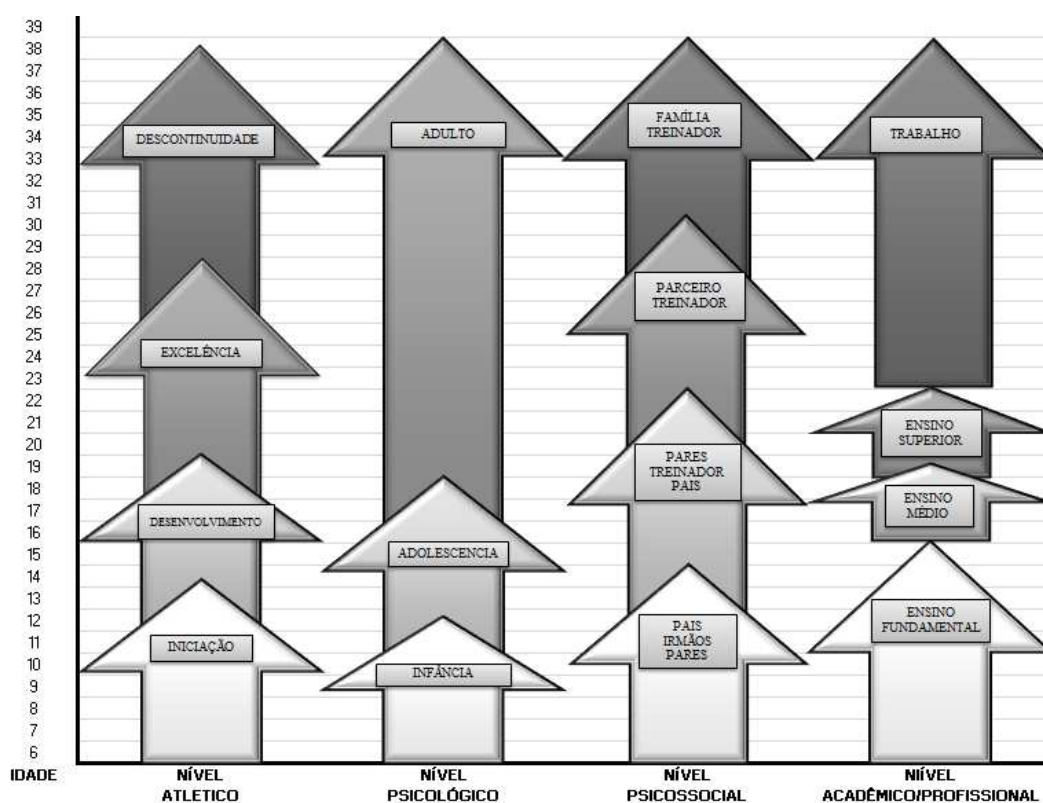 39
38
37
36
35
34
33
32
31
30
29
28
27
26
25
24
23
22
21
20
19
18
17
16
15
14
13
12
11
10
9
8
7
6
IDADE
DESCONTINUIDADE
EXCELÊNCIA
DESENVOLVIMENTO
INICIAÇÃO
NÍVEL
ATLETICO
ADULTO
ADOLESCENCIA
INFÂNCIA
NÍVEL
PSICOLÓGICO
FAMÍLIA
TREINADOR
PARCEIRO
TREINADOR
PARES
TREINADOR
PAIS
PAIS
IRMÃOS
PARES
NÍVEL
PSICOSSOCIAL
TRABALHO
ENSINO
SUPERIOR
ENSINO
MÉDIO
ENSINO
FUNDAMENTAL
NIÍVEL
ACADÊMICO/PROFISSIONAL